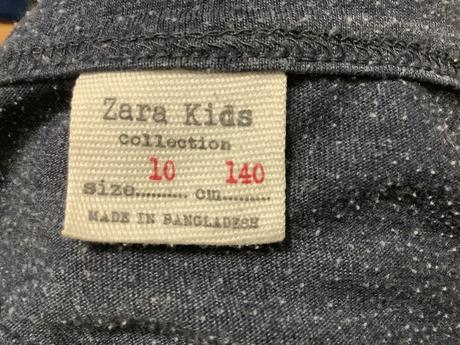 Zara Kids
collection
size..10.. cm..140..
MADE IN BANGLADESH